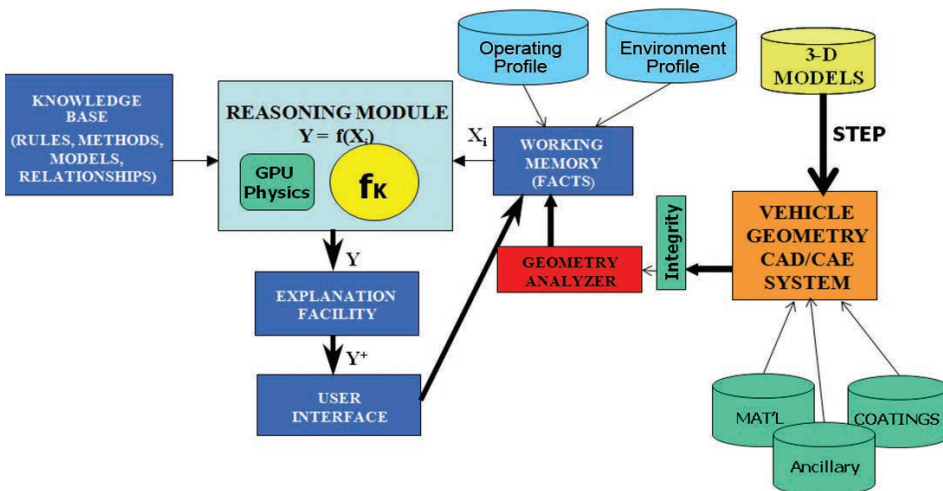 Operating
Profile
Environment
Profile
3-D
MODELS
KNOWLEDGE
BASE
(RULES, METHODS,
MODELS,
RELATIONSHIPS)
REASONING MODULE
Y = f(Xi)
GPU
Physics
fK
Xi
WORKING
MEMORY
(FACTS)
STEP
VEHICLE
GEOMETRY
CAD/CAE
SYSTEM
Integrity
GEOMETRY
ANALYZER
Y
EXPLANATION
FACILITY
Y+
USER
INTERFACE
MAT'L
COATINGS
Ancillary